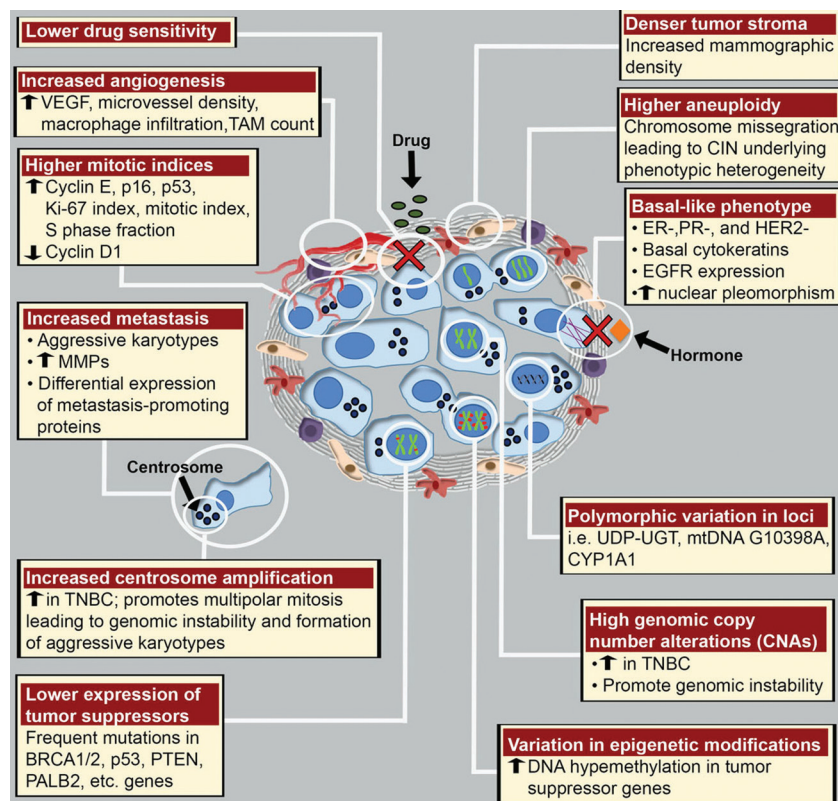 Lower drug sensitivity
Increased angiogenesis
⬆ VEGF, microvessel density,
macrophage infiltration,TAM count
Higher mitotic indices
⬆ Cyclin E, p16, p53,
Ki-67 index, mitotic index,
S phase fraction
⬇ Cyclin D1
Increased metastasis
• Aggressive karyotypes
• ⬆ MMPs
• Differential expression
of metastasis-promoting
proteins
Centrosome
Increased centrosome amplification
⬆ in TNBC; promotes multipolar mitosis
leading to genomic instability and formation
of aggressive karyotypes
Lower expression of
tumor suppressors
Frequent mutations in
BRCA1/2, p53, PTEN,
PALB2, etc. genes
Drug
Denser tumor stroma
Increased mammographic
density
Higher aneuploidy
Chromosome missegration
leading to CIN underlying
phenotypic heterogeneity
Basal-like phenotype
• ER-,PR-, and HER2-
• Basal cytokeratins
• EGFR expression
• ⬆ nuclear pleomorphism
Hormone
Polymorphic variation in loci
i.e. UDP-UGT, mtDNA G10398A,
CYP1A1
High genomic copy
number alterations (CNAs)
• ⬆ in TNBC
• Promote genomic instability
Variation in epigenetic modifications
⬆ DNA hypemethylation in tumor
suppressor genes